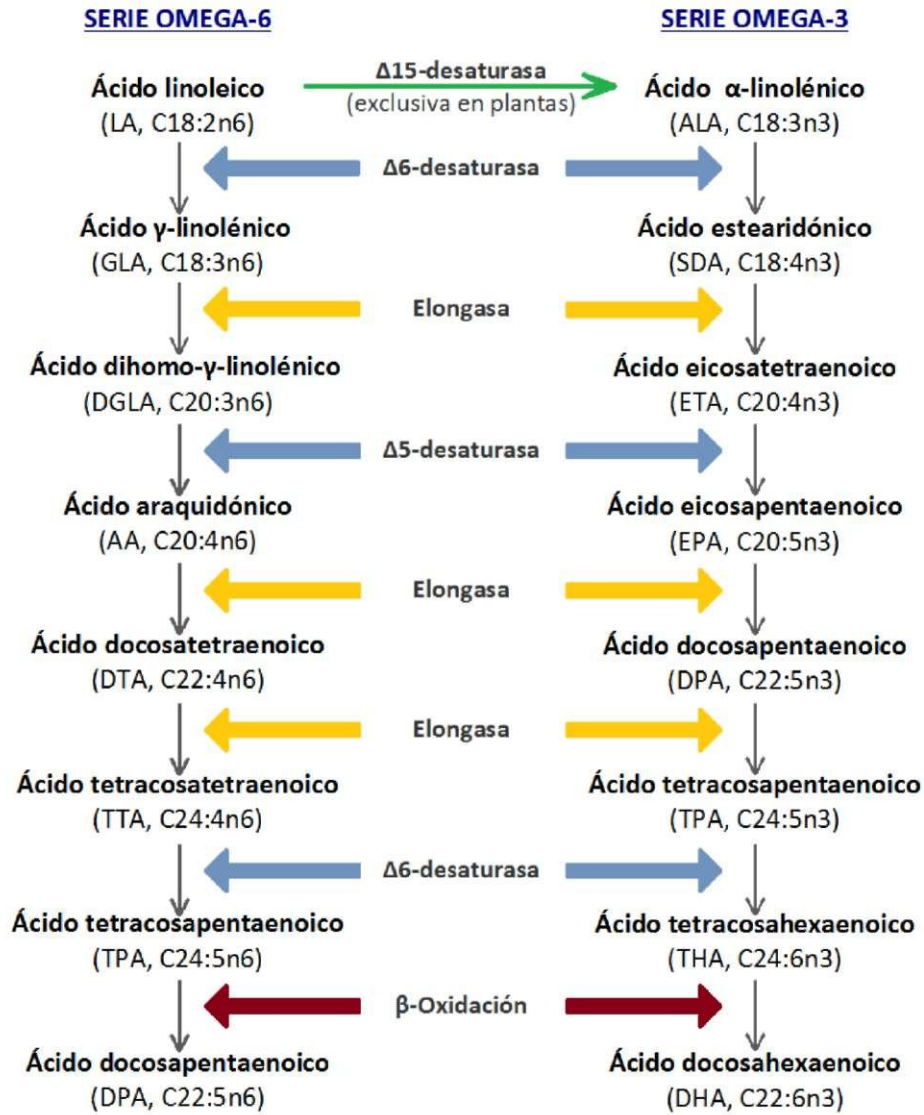 SERIE OMEGA-6
SERIE OMEGA-3
Ácido linoleico
(LA, C18:2n6)
Δ15-desaturasa
(exclusiva en plantas)
Ácido α-linolénico
(ALA, C18:3n3)
Δ6-desaturasa
Ácido γ-linolénico
(GLA, C18:3n6)
Ácido estearidónico
(SDA, C18:4n3)
Elongasa
Ácido dihomo-γ-linolénico
(DGLA, C20:3n6)
Ácido eicosatetraenoico
(ETA, C20:4n3)
Δ5-desaturasa
Ácido araquidónico
(AA, C20:4n6)
Ácido eicosapentaenoico
(EPA, C20:5n3)
Elongasa
Ácido docosatetraenoico
(DTA, C22:4n6)
Ácido docosapentaenoico
(DPA, C22:5n3)
Elongasa
Ácido tetracosatetraenoico
(TTA, C24:4n6)
Ácido tetracosapentaenoico
(TPA, C24:5n3)
Δ6-desaturasa
Ácido tetracosapentaenoico
(TPA, C24:5n6)
Ácido tetracosahexaenoico
(THA, C24:6n3)
β-Oxidación
Ácido docosapentaenoico
(DPA, C22:5n6)
Ácido docosahexaenoico
(DHA, C22:6n3)